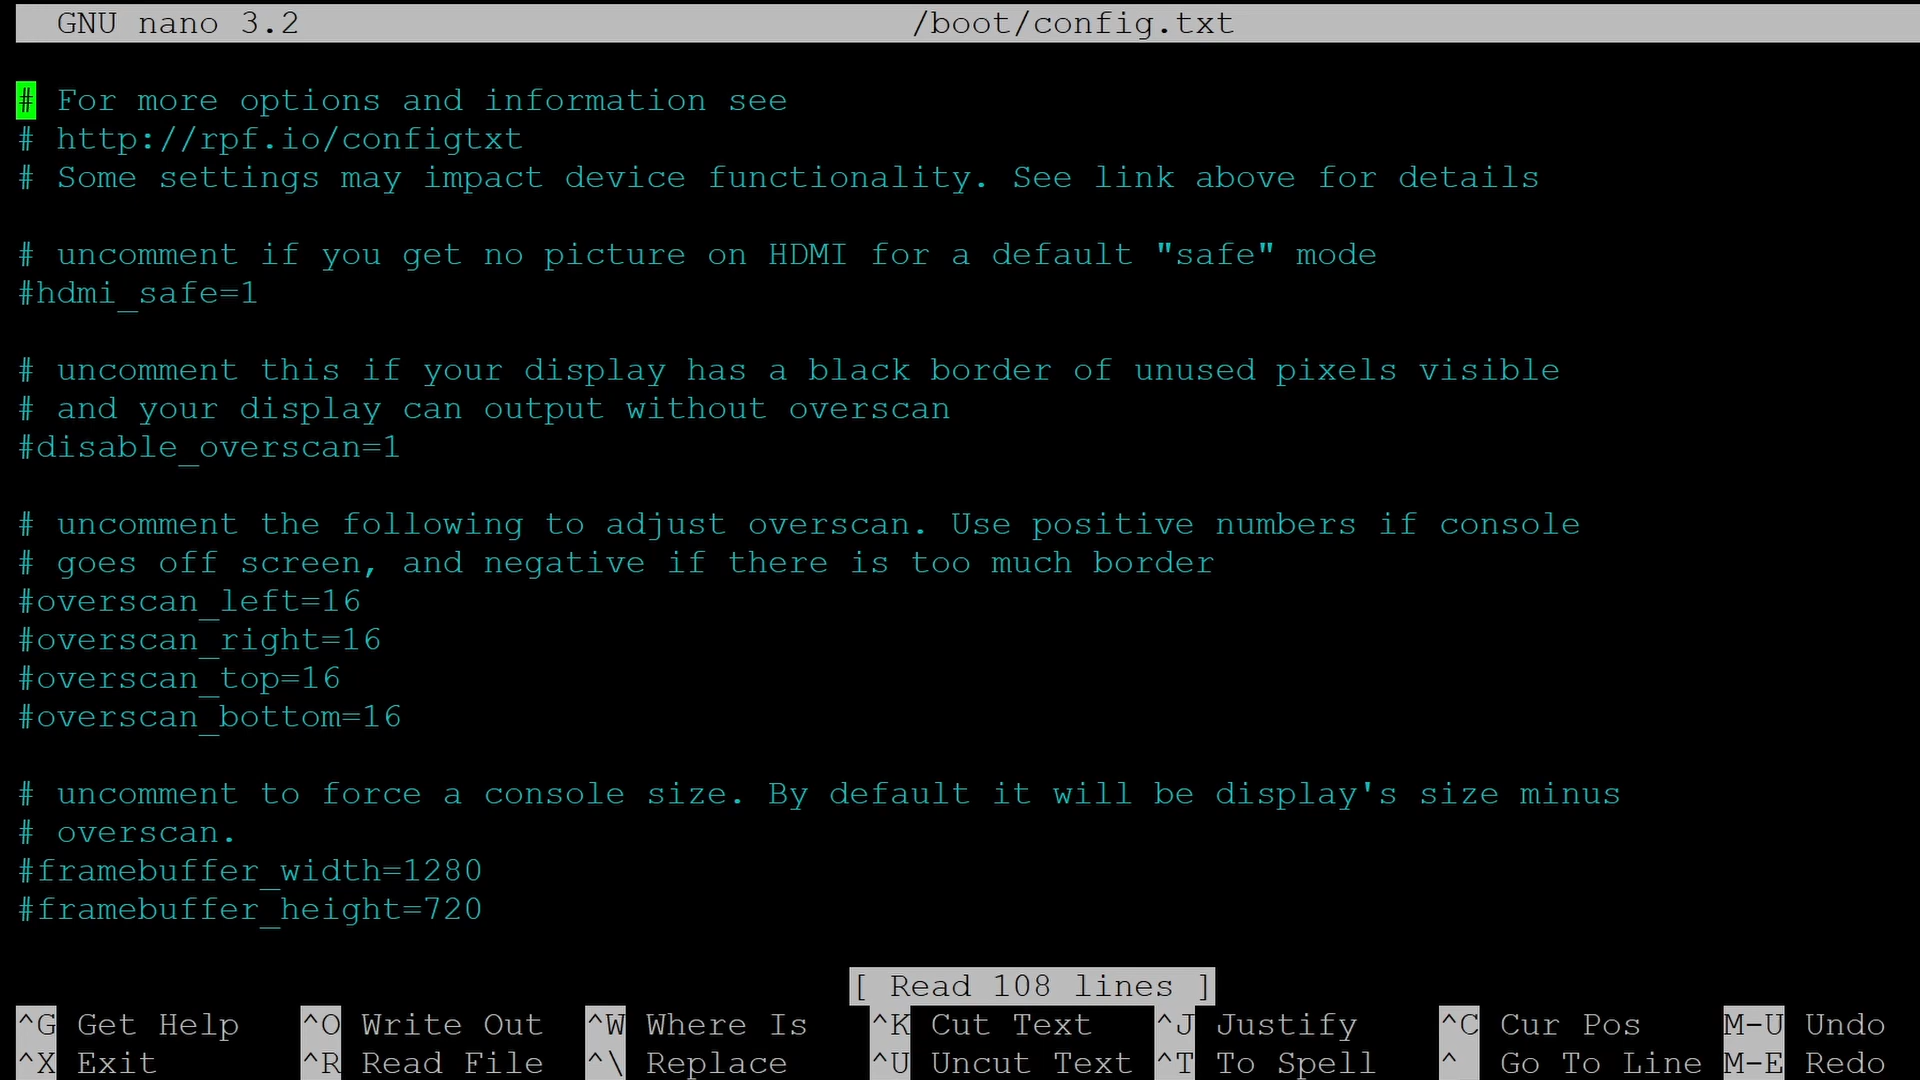 GNU nano 3.2 /boot/config.txt
# For more options and information see
# http://rpf.io/configtxt
# Some settings may impact device functionality. See link above for details
# uncomment if you get no picture on HDMI for a default "safe" mode
#hdmi_safe=1
# uncomment this if your display has a black border of unused pixels visible
# and your display can output without overscan
#disable_overscan=1
# uncomment the following to adjust overscan. Use positive numbers if console
# goes off screen, and negative if there is too much border
#overscan_left=16
#overscan_right=16
#overscan_top=16
#overscan_bottom=16
# uncomment to force a console size. By default it will be display's size minus
# overscan.
#framebuffer_width=1280
#framebuffer_height=720
[ Read 108 lines ]
^G Get Help ^O Write Out ^W Where Is ^K Cut Text ^J Justify ^C Cur Pos M-U Undo
^X Exit ^R Read File ^\ Replace ^U Uncut Text ^T To Spell ^_ Go To Line M-E Redo